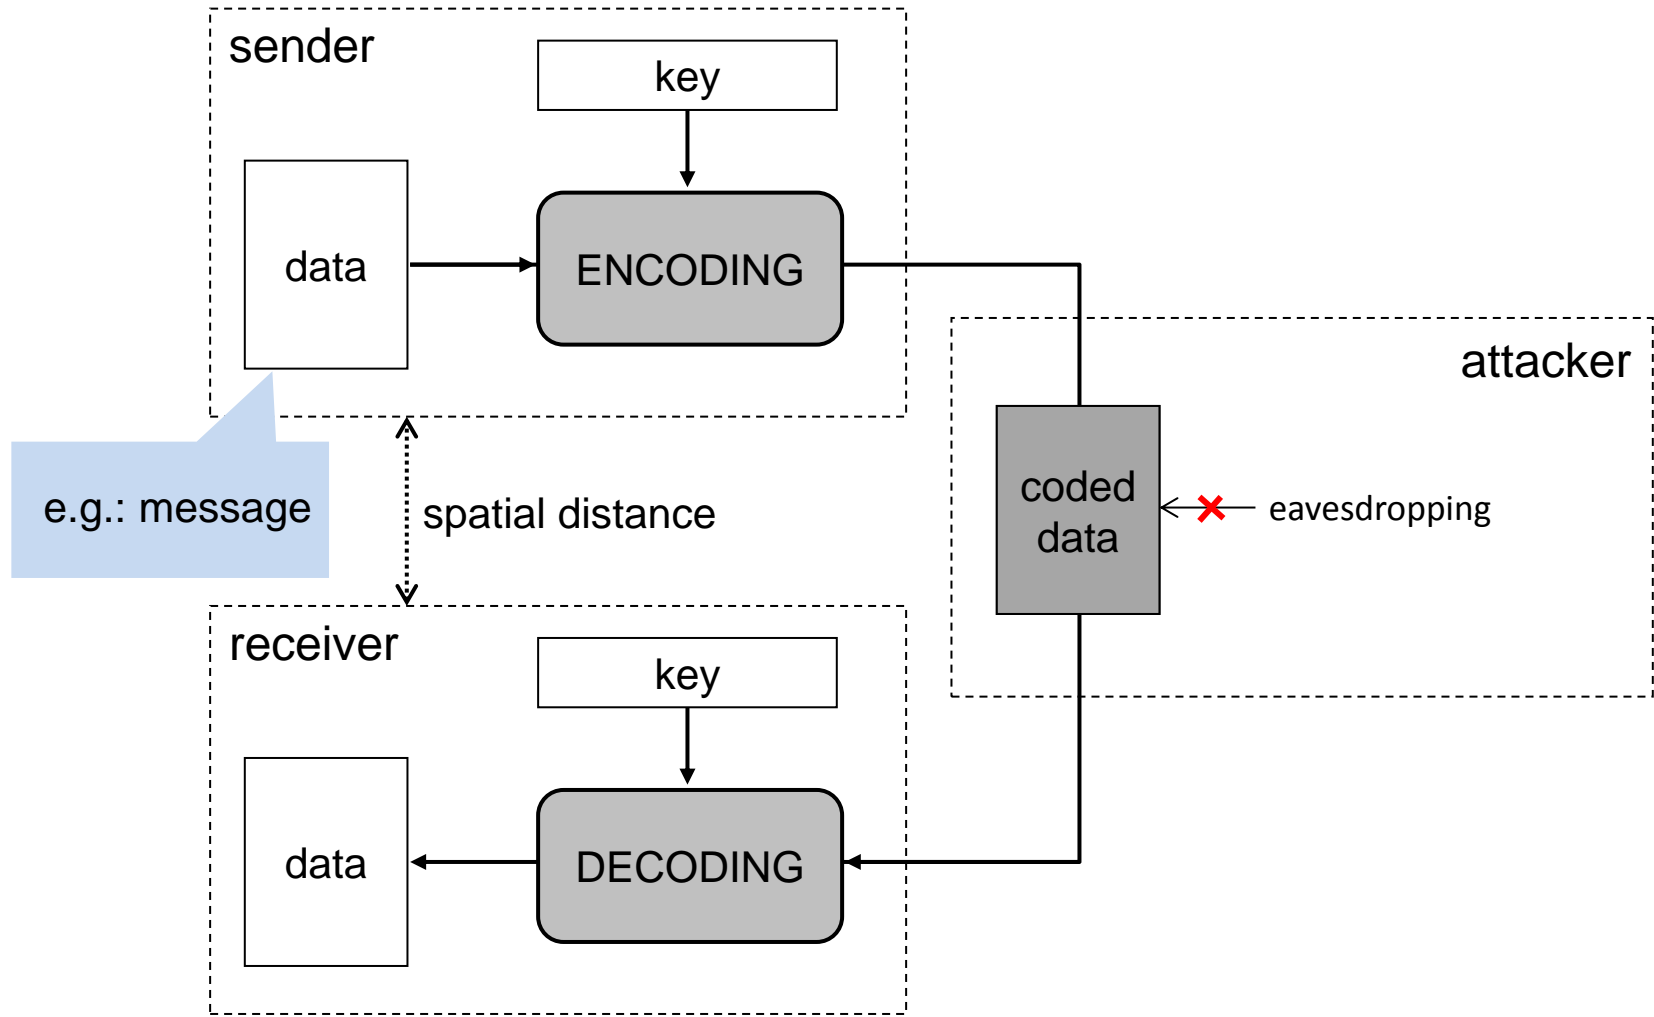 sender
key
data
ENCODING
attacker
coded
data
eavesdropping
e.g.: message
spatial distance
receiver
key
data
DECODING